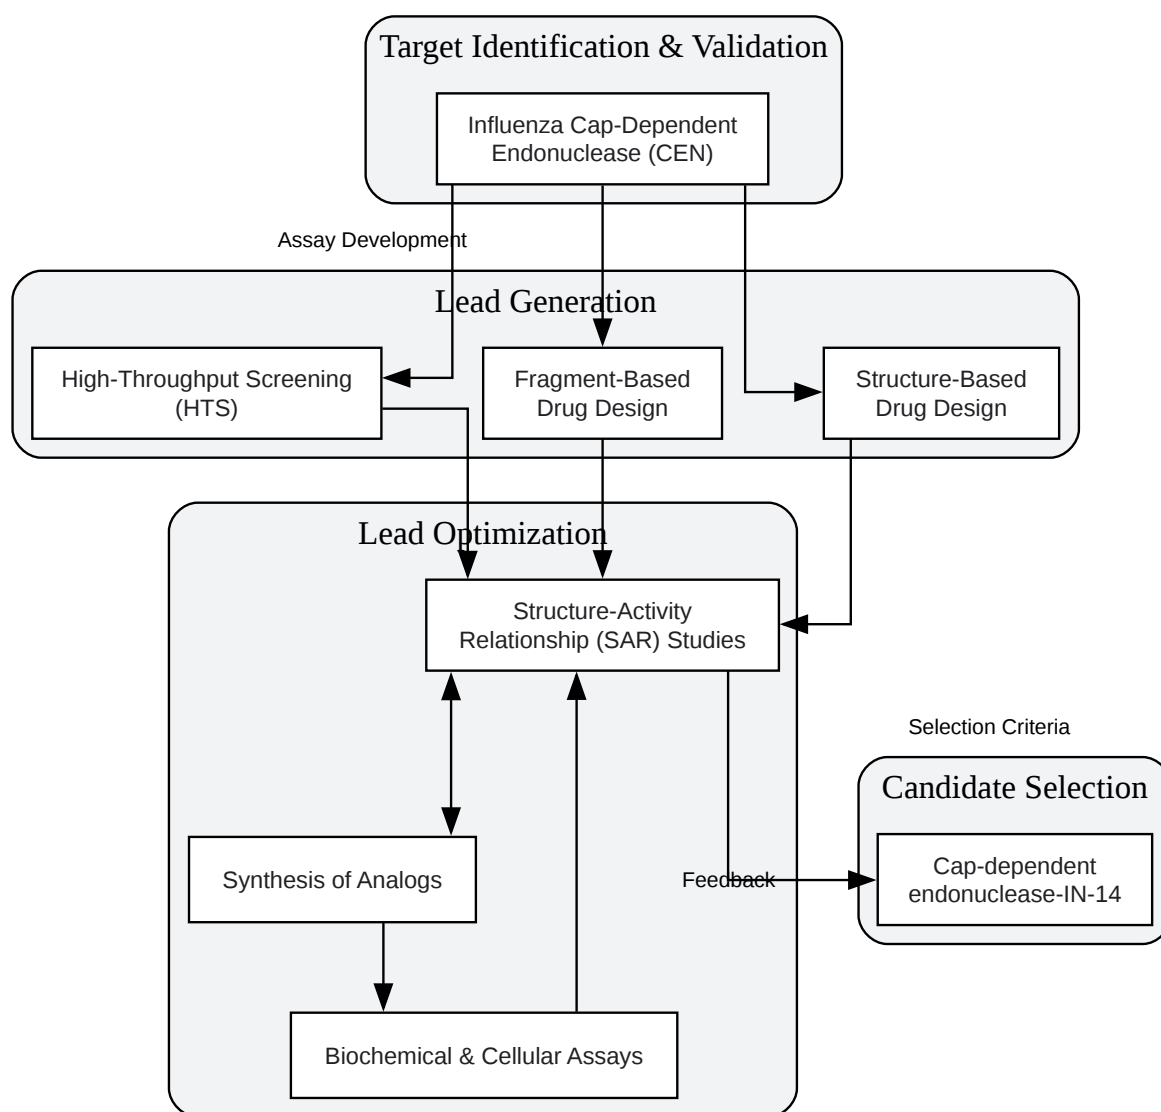 Target Identification & Validation
Influenza Cap-Dependent
Endonuclease (CEN)
Assay Development
Lead Generation
High-Throughput Screening
(HTS)
Fragment-Based
Drug Design
Structure-Based
Drug Design
Lead Optimization
Structure-Activity
Relationship (SAR) Studies
Selection Criteria
Candidate Selection
Cap-dependent
endonuclease-IN-14
Synthesis of Analogs
Feedback
Biochemical & Cellular Assays